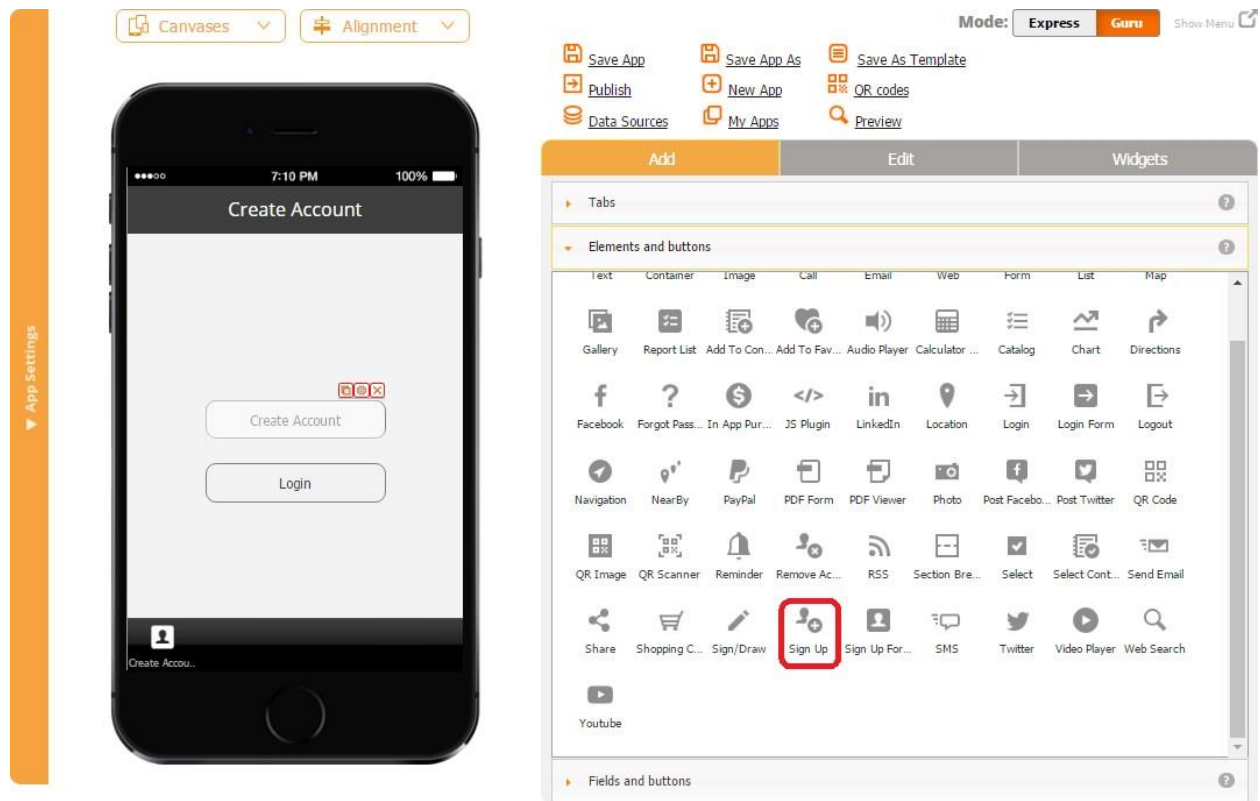 Canvases
Alignment
Mode: Express Guru Show Menu
Save App Save App As Save As Template
Publish New App QR codes
Data Sources My Apps Preview
App Settings
7:10 PM 100%
Create Account
Create Account
Login
Create Accou..
Add Edit Widgets
Tabs
Elements and buttons
Text Container Image Call Email Web Form List Map
Gallery Report List Add To Con... Add To Fav... Audio Player Calculator ... Catalog Chart Directions
Facebook Forgot Pass... In App Pur... JS Plugin LinkedIn Location Login Login Form Logout
Navigation NearBy PayPal PDF Form PDF Viewer Photo Post Facebo... Post Twitter QR Code
QR Image QR Scanner Reminder Remove Ac... RSS Section Bre... Select Select Cont... Send Email
Share Shopping C... Sign/Draw Sign Up Sign Up For... SMS Twitter Video Player Web Search
Youtube
Fields and buttons